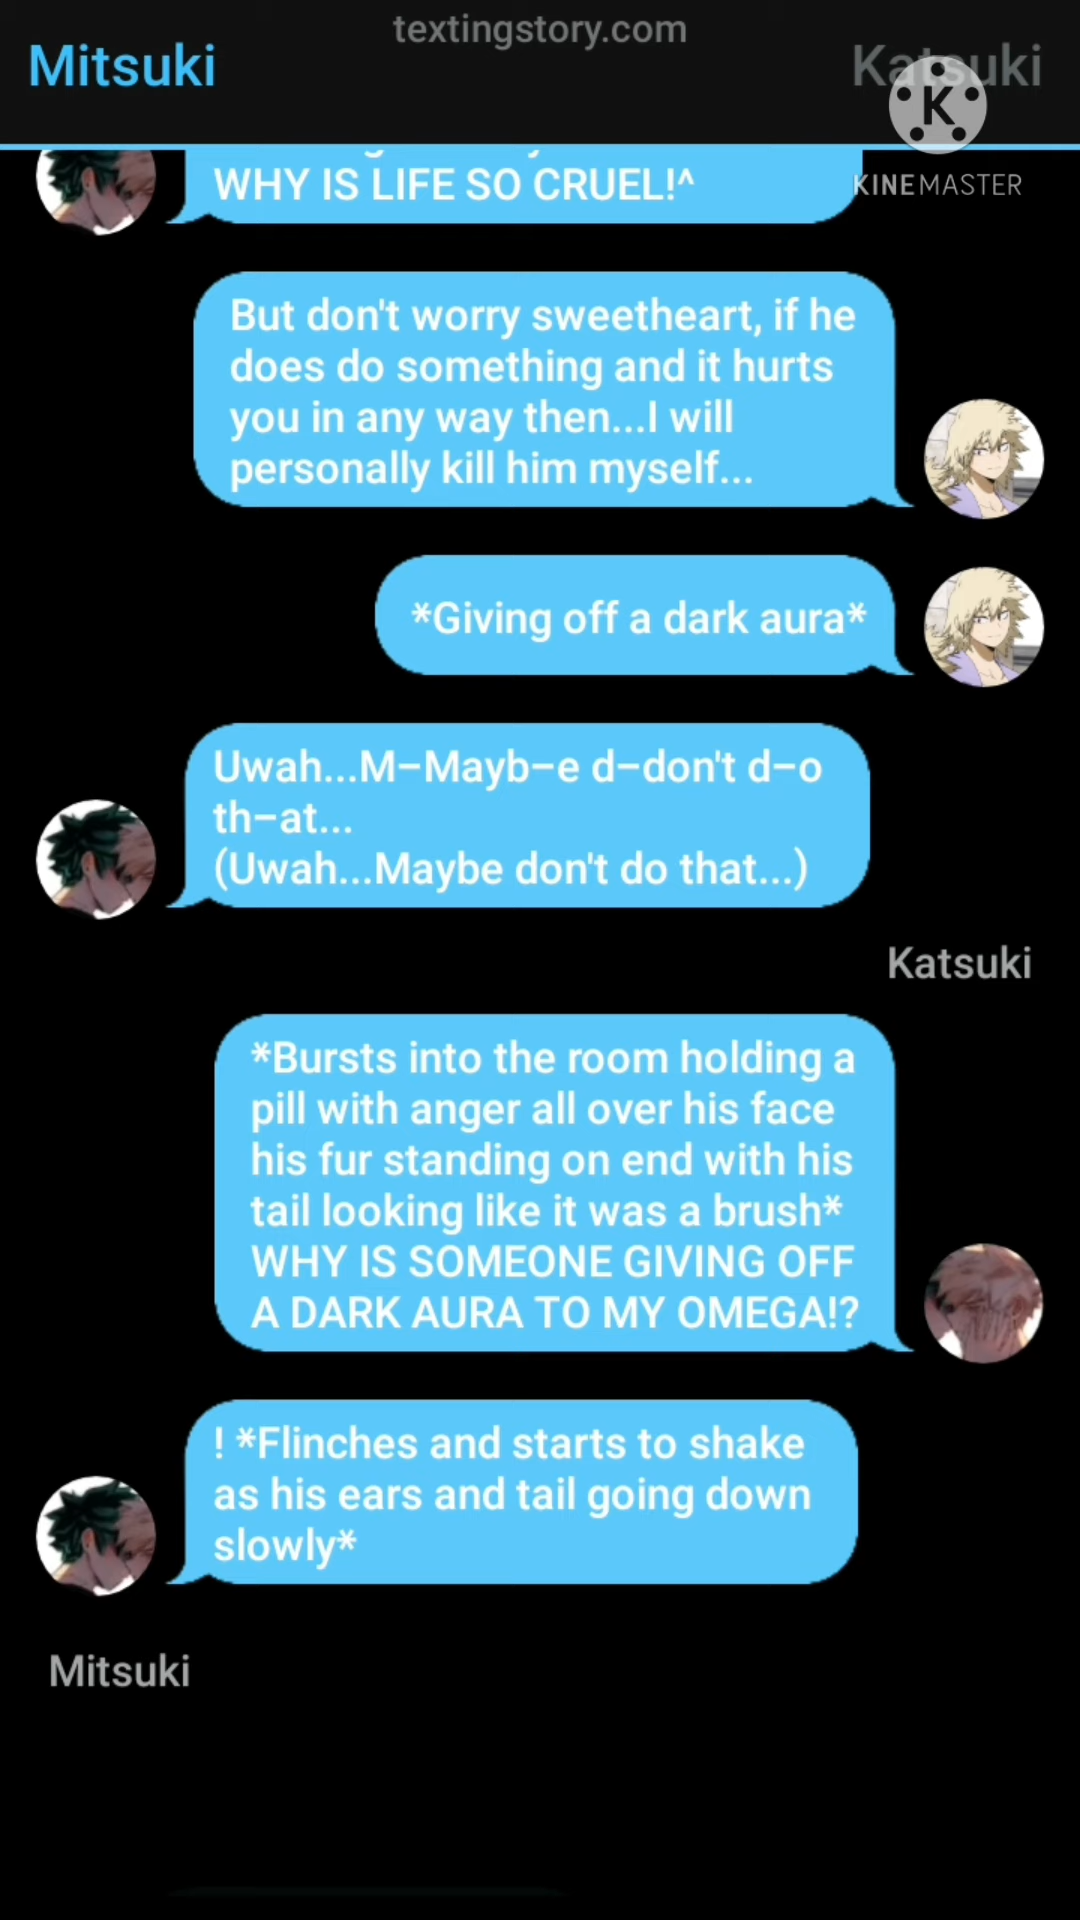 textingstory.com
Mitsuki
Katsuki
K
KINEMASTER
WHY IS LIFE SO CRUEL!^
But don't worry sweetheart, if he
does do something and it hurts
you in any way then...I will
personally kill him myself...
*Giving off a dark aura*
Uwah...M–Mayb–e d–don't d–o
th–at...
(Uwah...Maybe don't do that...)
Katsuki
*Bursts into the room holding a
pill with anger all over his face
his fur standing on end with his
tail looking like it was a brush*
WHY IS SOMEONE GIVING OFF
A DARK AURA TO MY OMEGA!?
! *Flinches and starts to shake
as his ears and tail going down
slowly*
Mitsuki